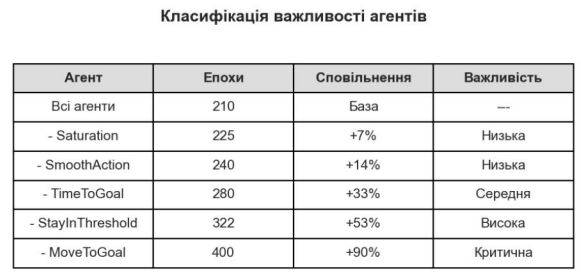 Класифікація важливості агентів
Агент Епохи Сповільнення Важливість
Всі агенти 210 База ---
- Saturation 225 +7% Низька
- SmoothAction 240 +14% Низька
- TimeToGoal 280 +33% Середня
- StayInThreshold 322 +53% Висока
- MoveToGoal 400 +90% Критична